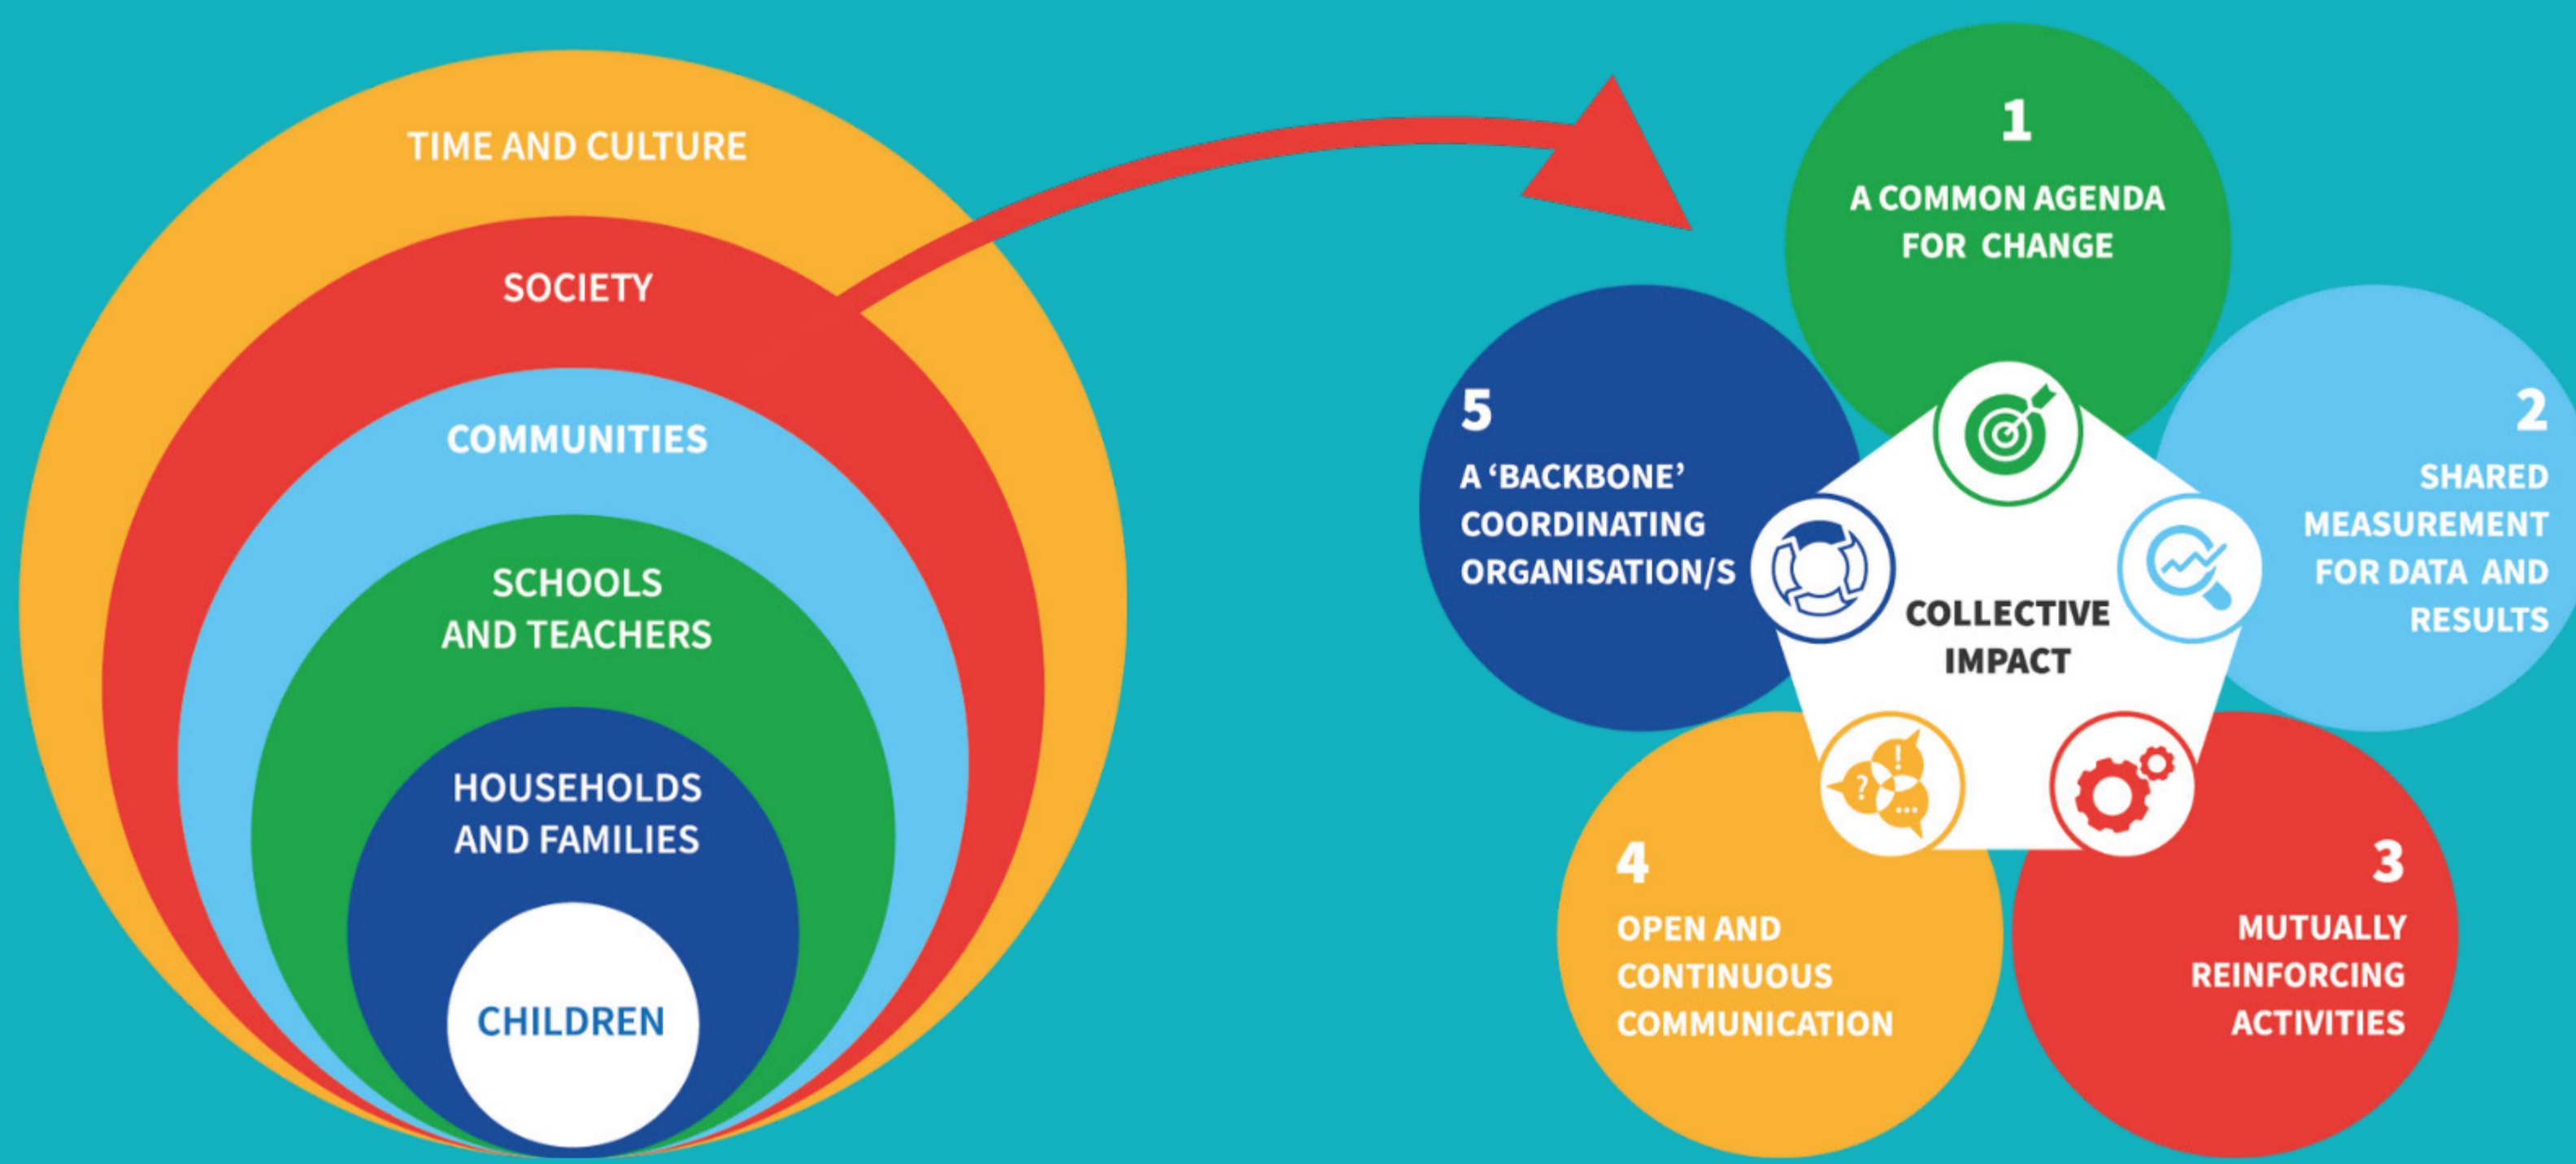 TIME AND CULTURE
SOCIETY
COMMUNITIES
SCHOOLS
AND TEACHERS
HOUSEHOLDS
AND FAMILIES
CHILDREN
1
A COMMON AGENDA
FOR CHANGE
2
SHARED
MEASUREMENT
FOR DATA AND
RESULTS
3
MUTUALLY
REINFORCING
ACTIVITIES
4
OPEN AND
CONTINUOUS
COMMUNICATION
5
A ‘BACKBONE’
COORDINATING
ORGANISATION/S
COLLECTIVE
IMPACT
?
!
...